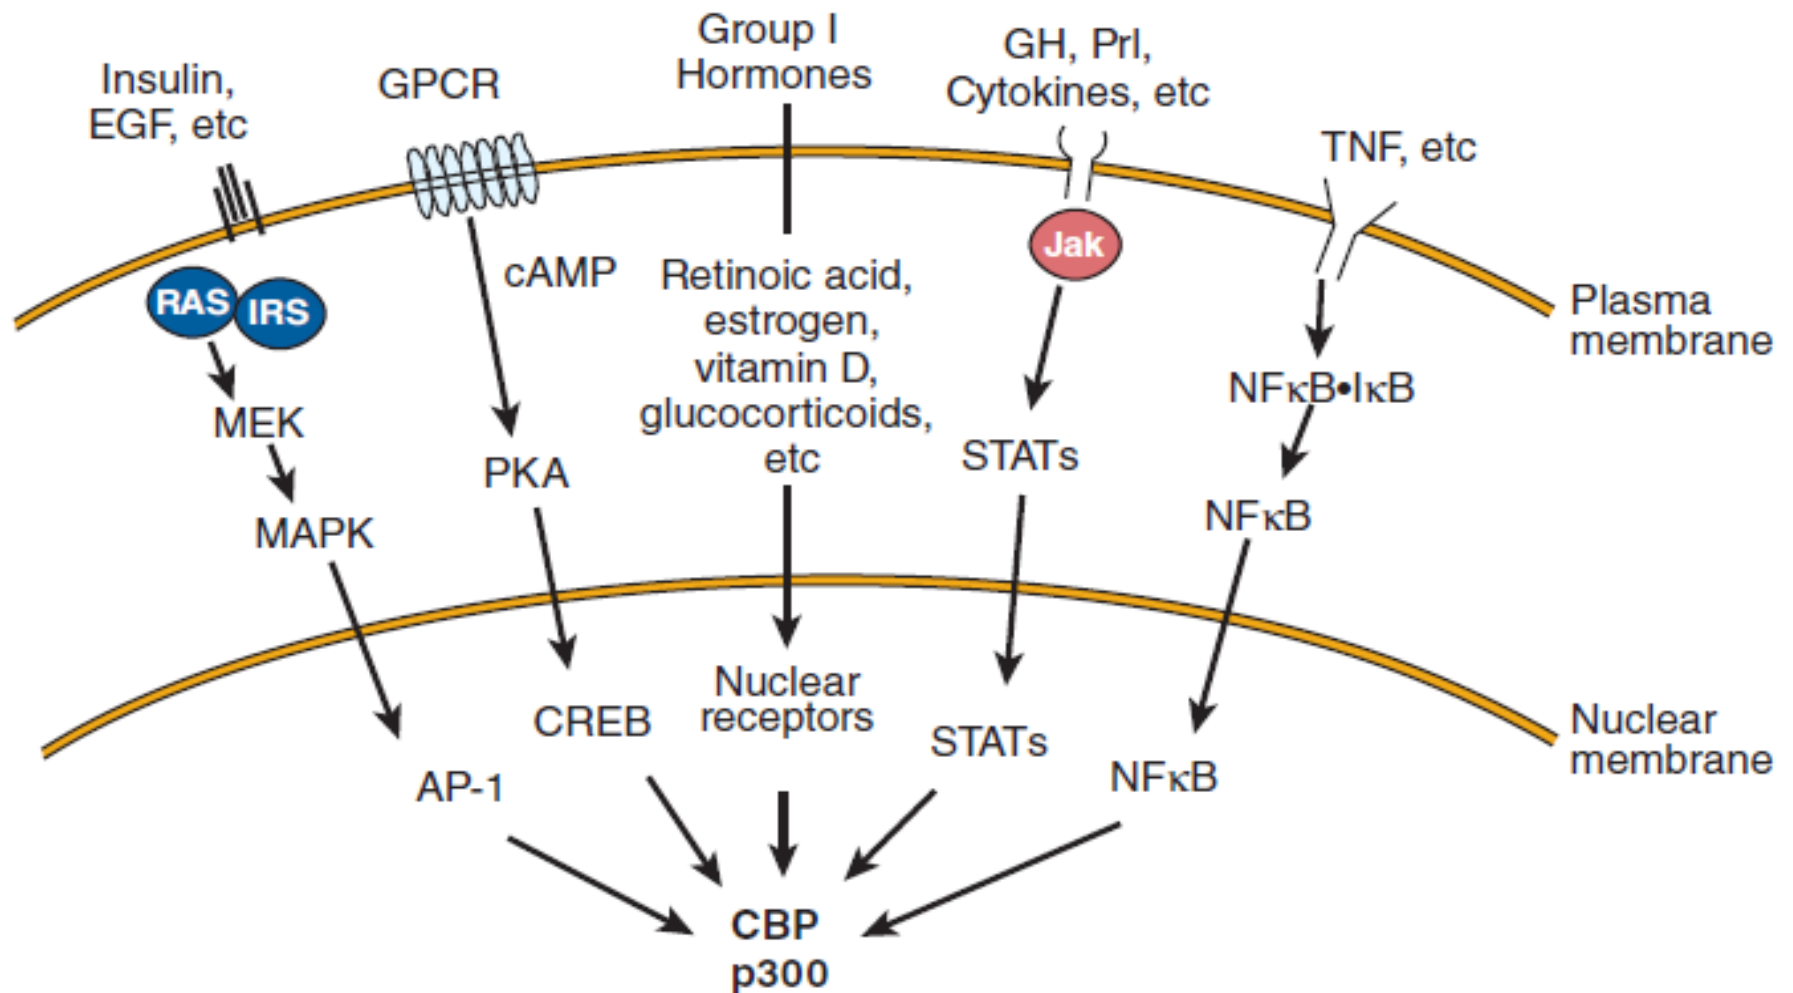 Group I
Hormones
GH, Prl,
Cytokines, etc
Insulin,
EGF, etc
GPCR
TNF, etc
Jak
cAMP
Retinoic acid,
estrogen,
vitamin D,
glucocorticoids,
etc
RAS
IRS
Plasma
membrane
MEK
NFκB•IκB
PKA
STATs
MAPK
NFκB
Nuclear
receptors
CREB
STATs
Nuclear
membrane
AP-1
NFκB
CBP
p300